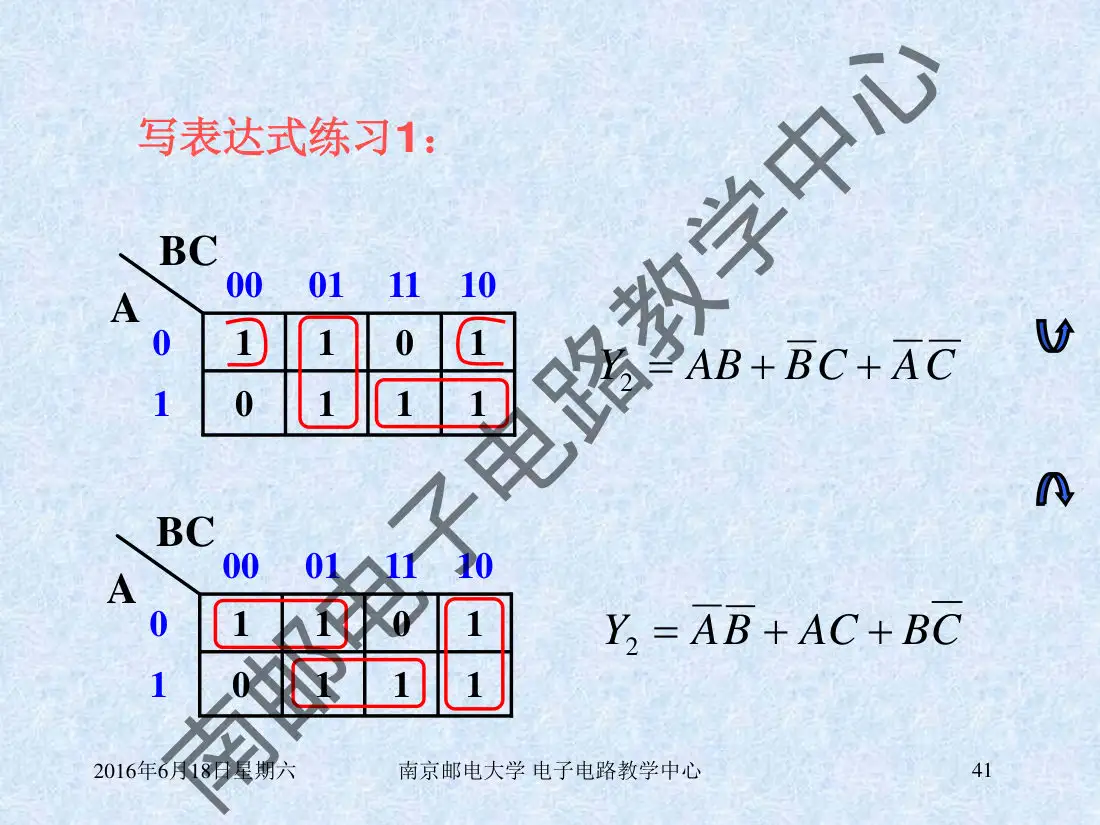 写表达式练习1：
BC
00 01 11 10
A
0 1 1 0 1
1 0 1 1 1
Y₂ = AB + B̅C + A̅ C̅
BC
00 01 11 10
A
0 1 1 0 1
1 0 1 1 1
Y₂ = A̅ B̅ + AC + BC̅
南邮电子电路教学中心
2016年6月18日星期六 南京邮电大学 电子电路教学中心 41